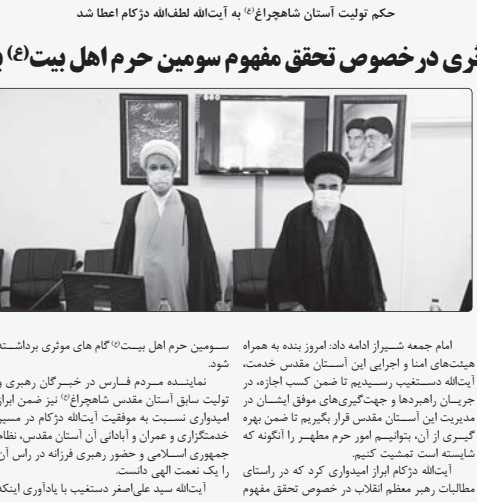 حکم تولیت آستان شاهچراغ(ع) به آیت‌الله لطف‌الله دژکام اعطا شد
ثری در خصوص تحقق مفهوم سومین حرم اهل بیت(ع)
امام جمعه شیراز ادامه داد: امروز بنده به همراه
هیئت‌های امنا و اجرایی این آستان مقدس خدمت،
آیت‌الله دستغیب رسیدیم تا ضمن کسب اجازه، در
جریان راهبردها و جهت‌گیری‌های موفق ایشان در
مدیریت این آستان مقدس قرار بگیریم تا ضمن بهره
گیری از آن، بتوانیم امور حرم مطهر را آنگونه که
شایسته است تمشیت کنیم.
آیت‌الله دژکام ابراز امیدواری کرد که در راستای
مطالبات رهبر معظم انقلاب در خصوص تحقق مفهوم
سومین حرم اهل بیت(ع) گام های موثری برداشته
شود.
نماینده مردم فارس در خبرگان رهبری و
تولیت سابق آستان مقدس شاهچراغ(ع) نیز ضمن ابراز
امیدواری نسبت به موفقیت آیت‌الله دژکام در مسیر
خدمتگزاری و عمران و آبادانی آن آستان مقدس، نظام
جمهوری اسلامی و حضور رهبری فرزانه در راس آن
را یک نعمت الهی دانست.
آیت‌الله سید علی‌اصغر دستغیب با یادآوری اینکه